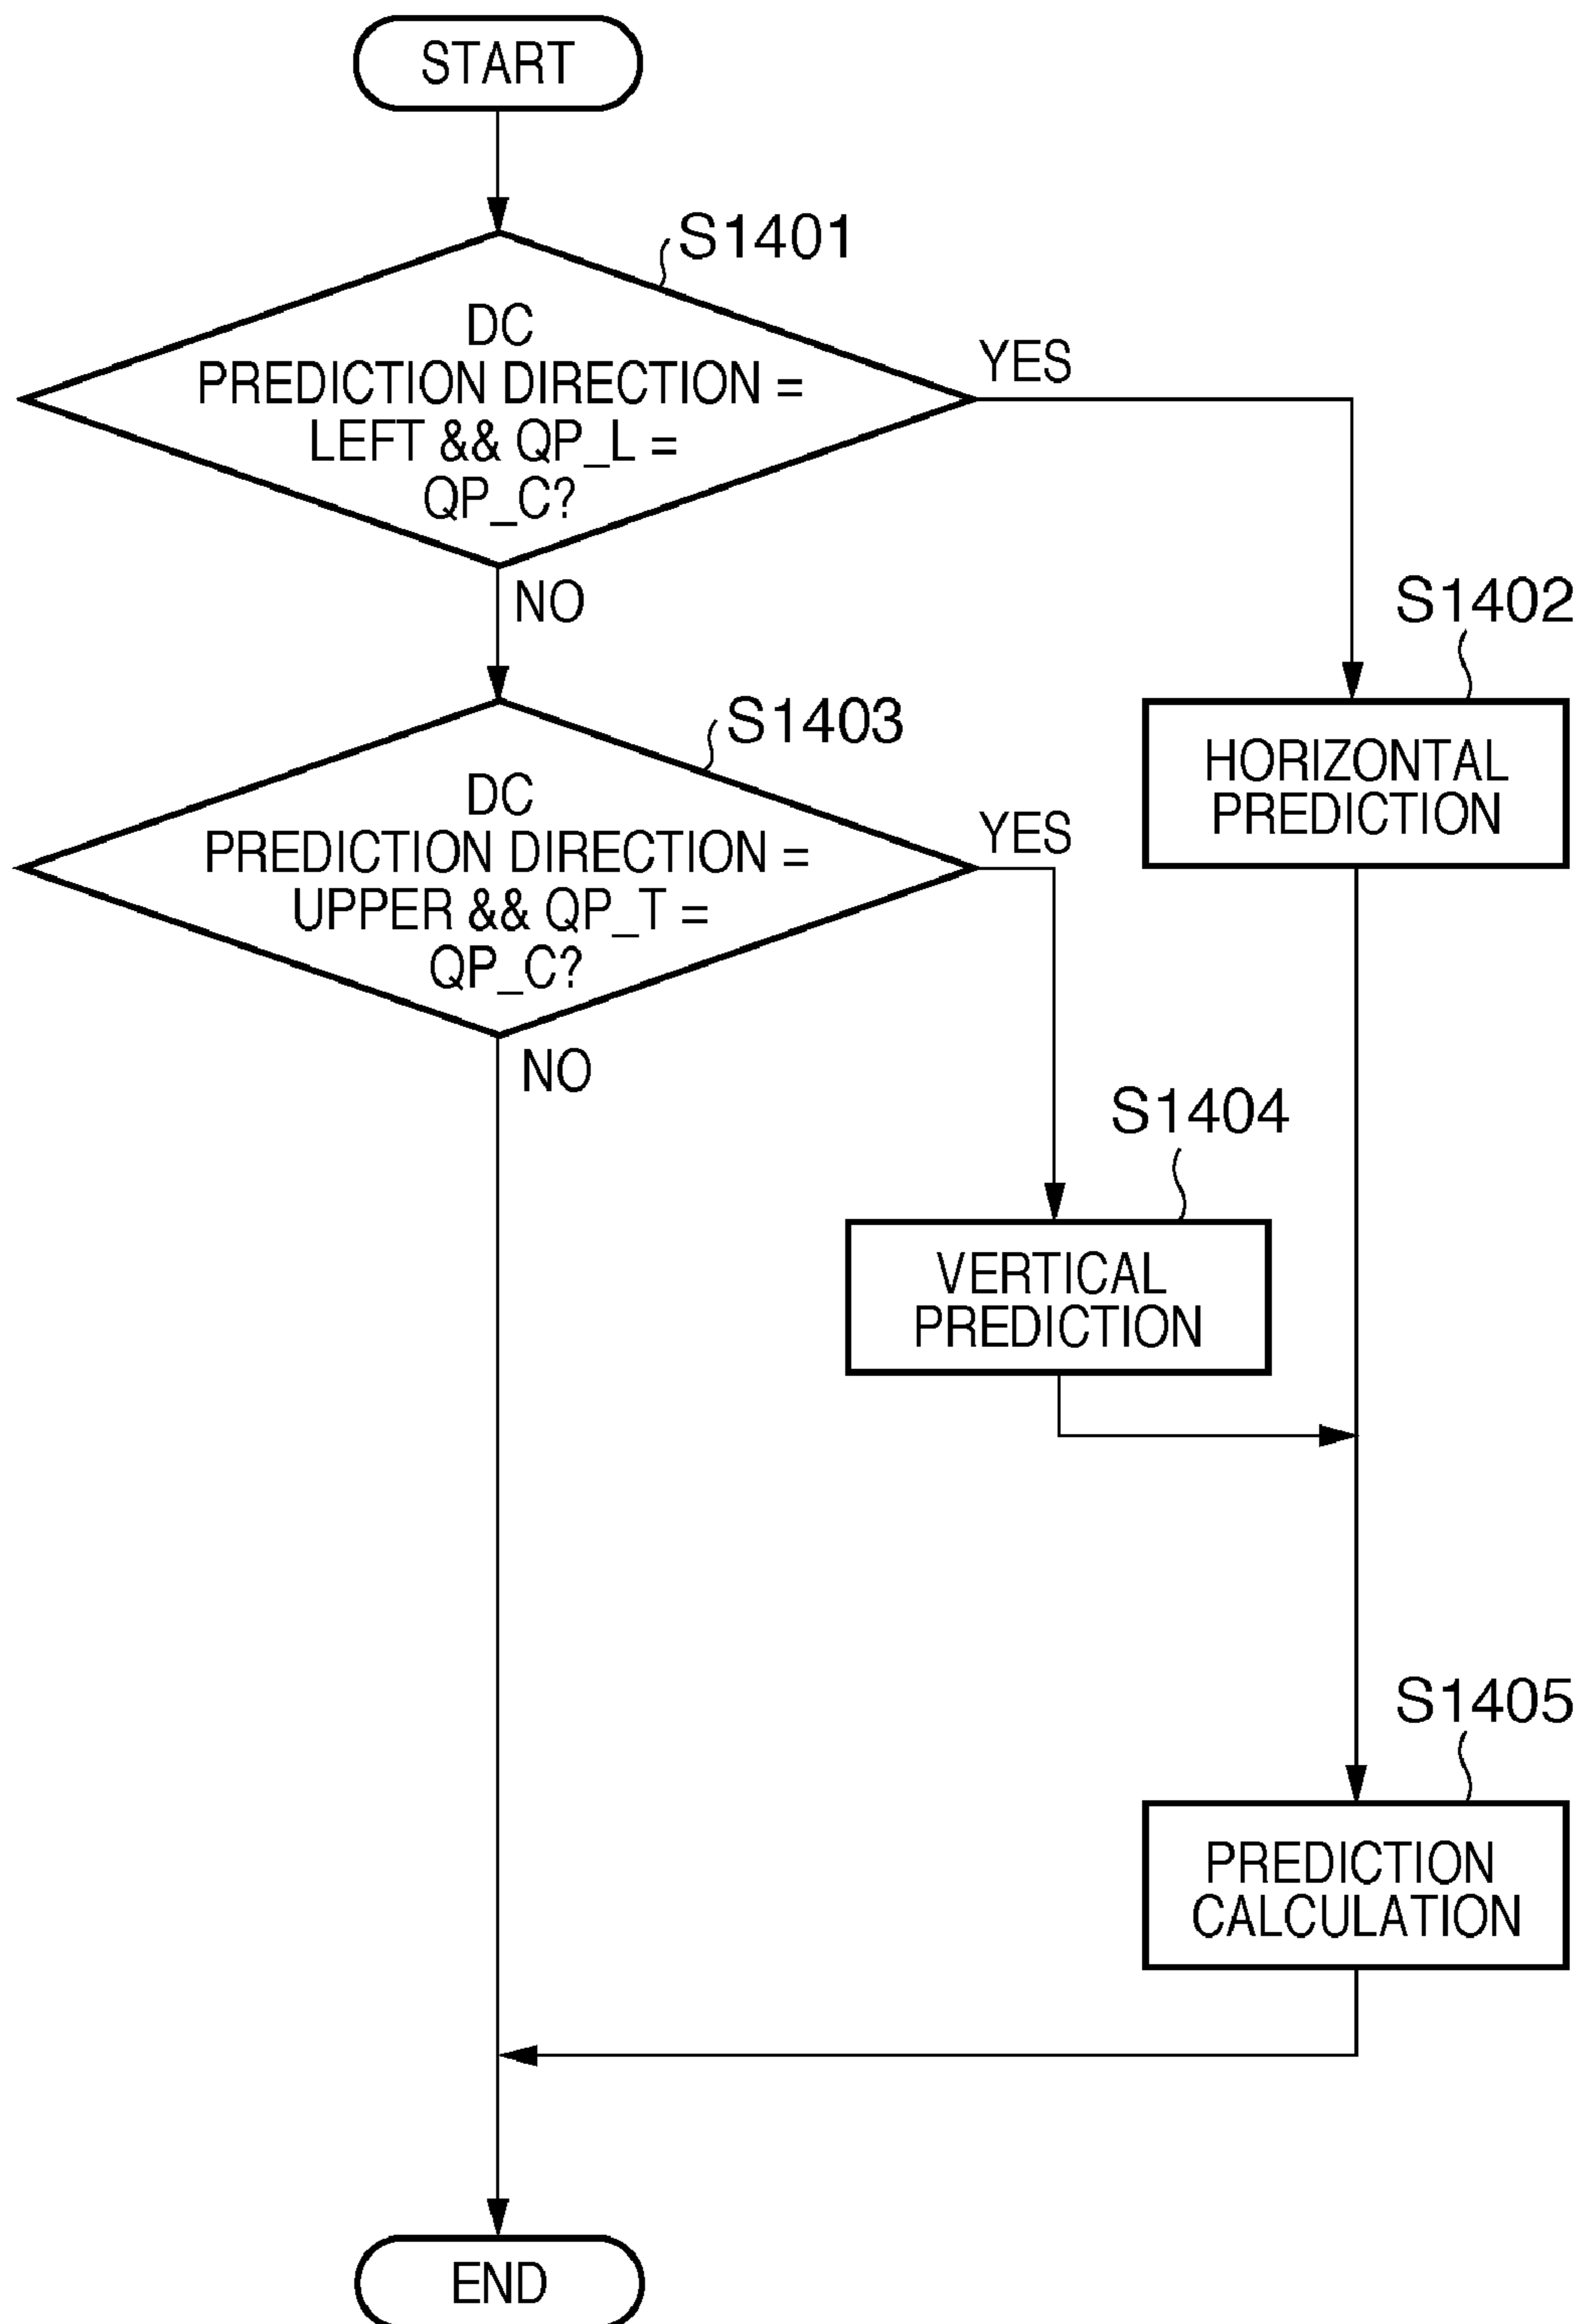 START
S1401
DC
PREDICTION DIRECTION =
LEFT && QP_L =
QP_C?
YES
NO
S1402
HORIZONTAL
PREDICTION
S1403
DC
PREDICTION DIRECTION =
UPPER && QP_T =
QP_C?
YES
NO
S1404
VERTICAL
PREDICTION
S1405
PREDICTION
CALCULATION
END